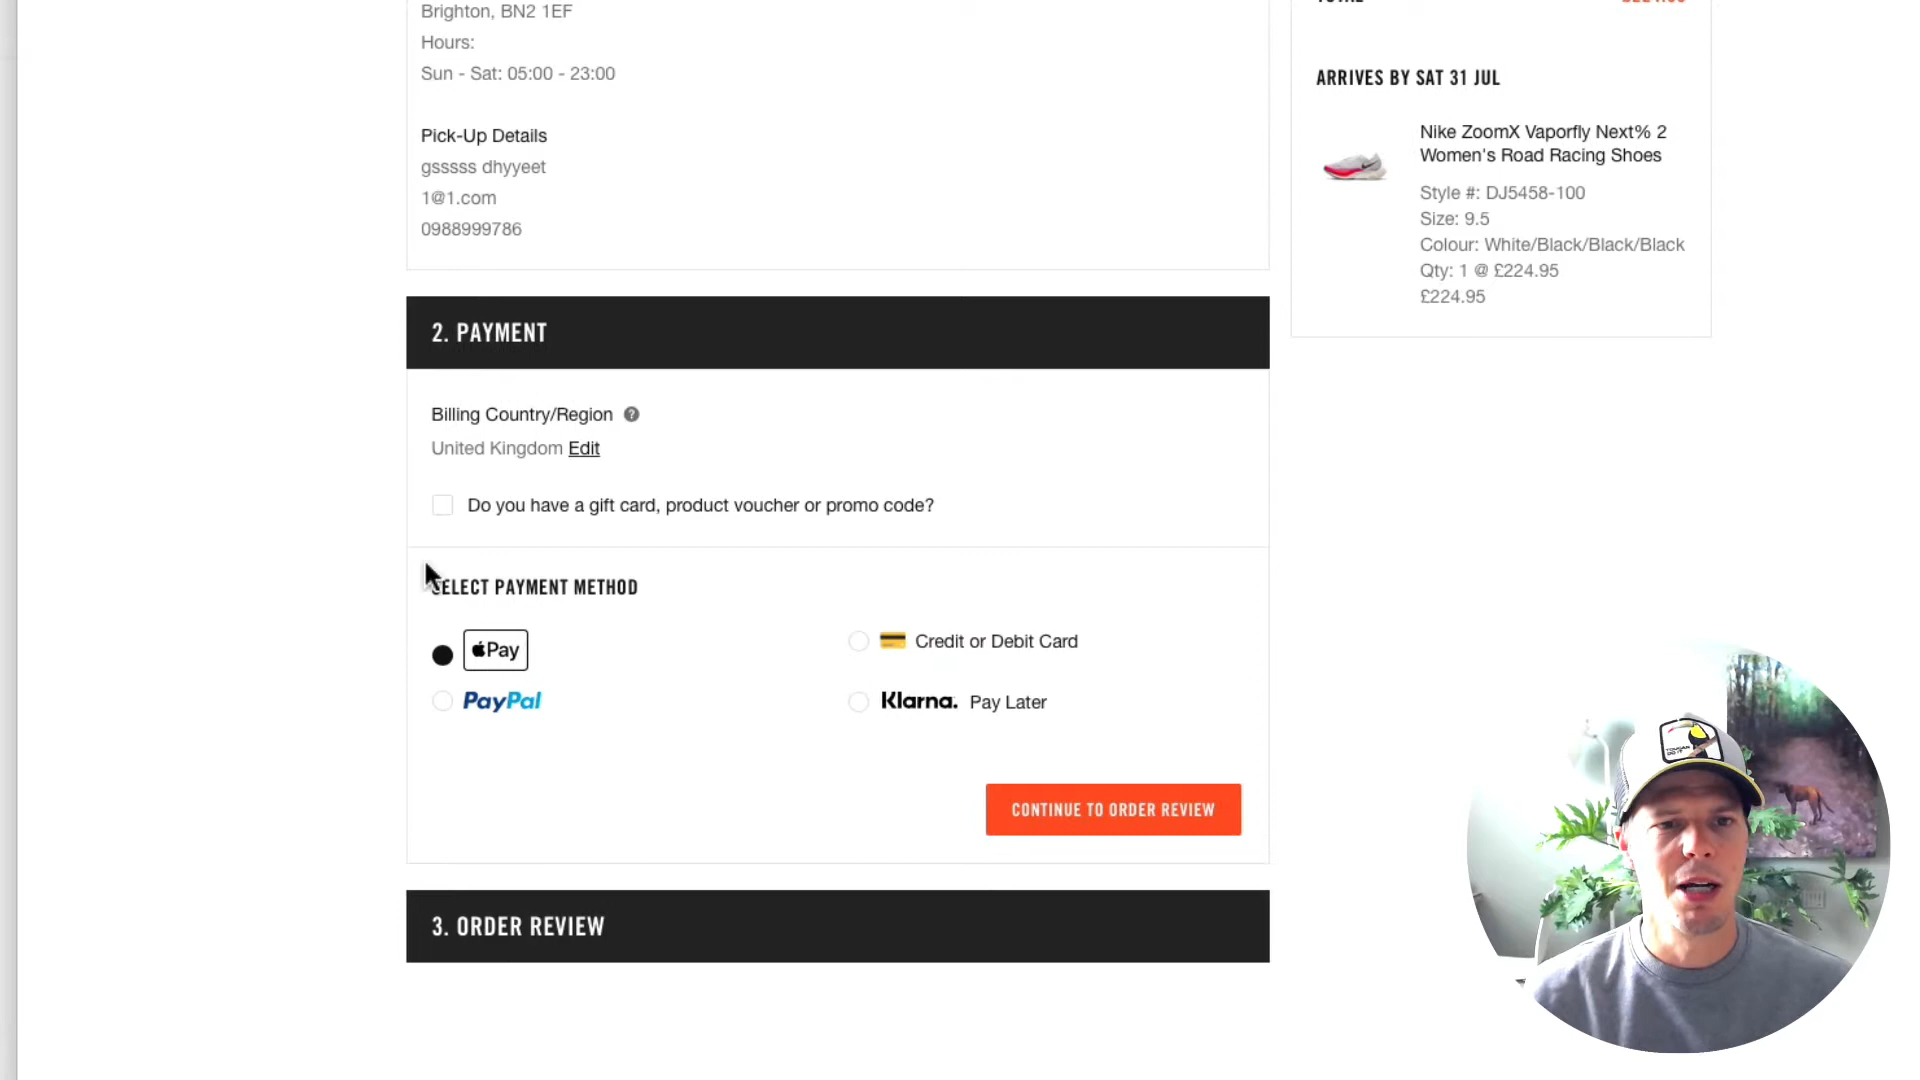 Brighton, BN2 1EF
Hours:
Sun - Sat: 05:00 - 23:00
Pick-Up Details
gsssss dhyyeet
1@1.com
0988999786
2. PAYMENT
Billing Country/Region ?
United Kingdom Edit
Do you have a gift card, product voucher or promo code?
SELECT PAYMENT METHOD
Pay
Credit or Debit Card
PayPal
Klarna. Pay Later
CONTINUE TO ORDER REVIEW
3. ORDER REVIEW
TOTAL
ARRIVES BY SAT 31 JUL
Nike ZoomX Vaporfly Next% 2
Women's Road Racing Shoes
Style #: DJ5458-100
Size: 9.5
Colour: White/Black/Black/Black
Qty: 1 @ £224.95
£224.95